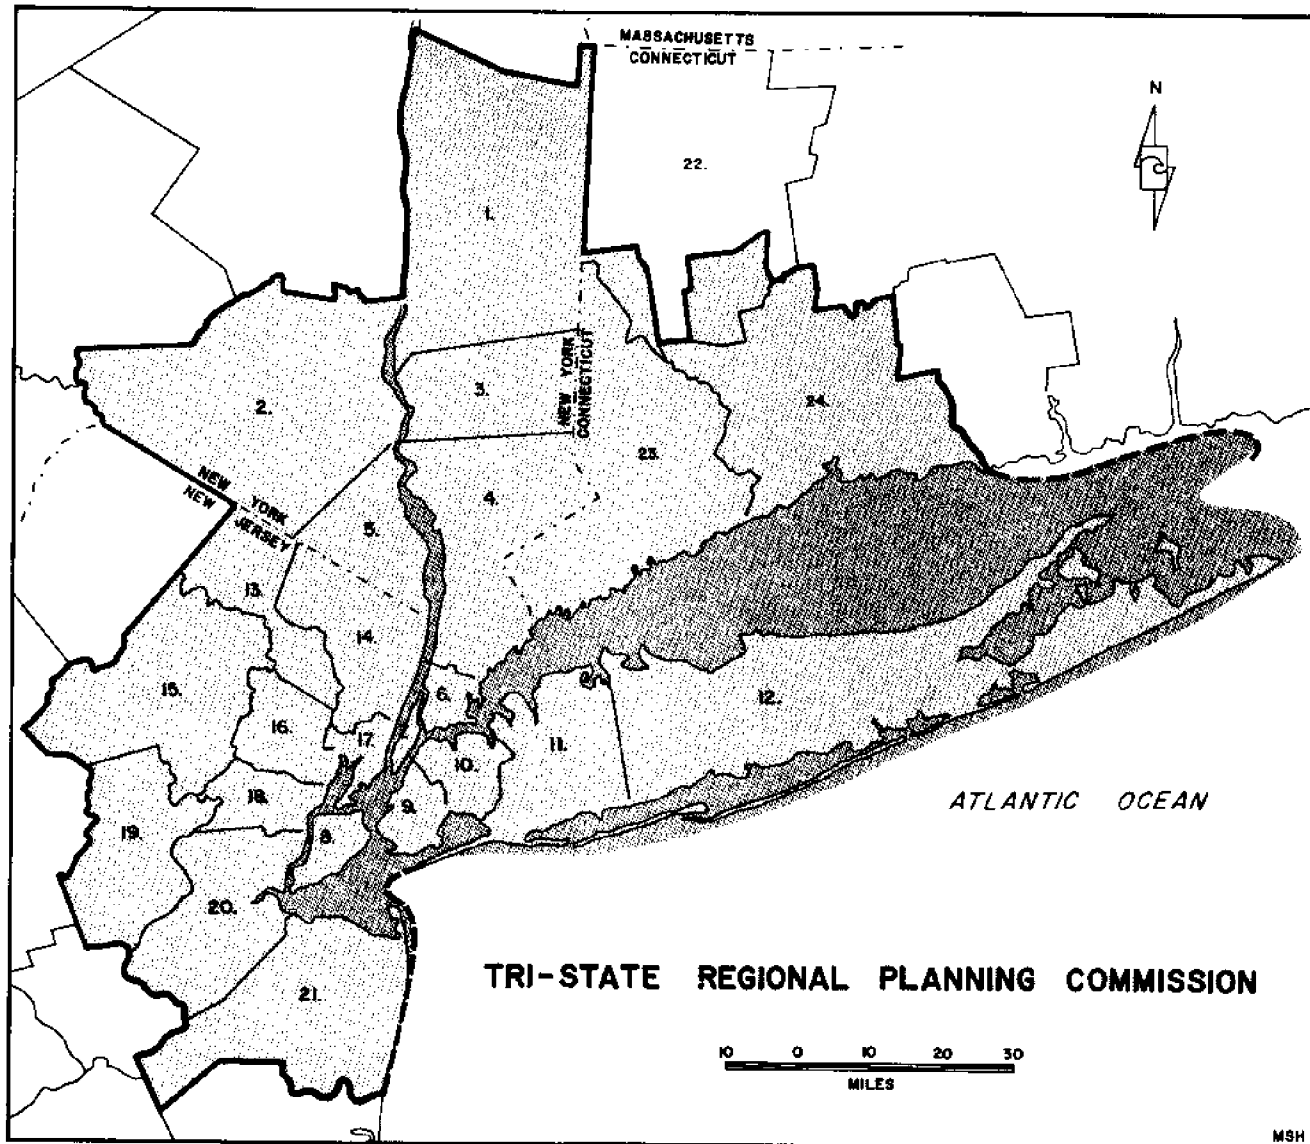 MASSACHUSETTS
CONNECTICUT
N
22.
1.
NEW YORK
CONNECTICUT
3.
2.
24.
23.
4.
NEW YORK
NEW JERSEY
5.
13.
14.
15.
6.
12.
16.
17.
11.
10.
18.
9.
19.
8.
20.
21.
ATLANTIC OCEAN
TRI-STATE REGIONAL PLANNING COMMISSION
10 0 10 20 30
MILES
MSH